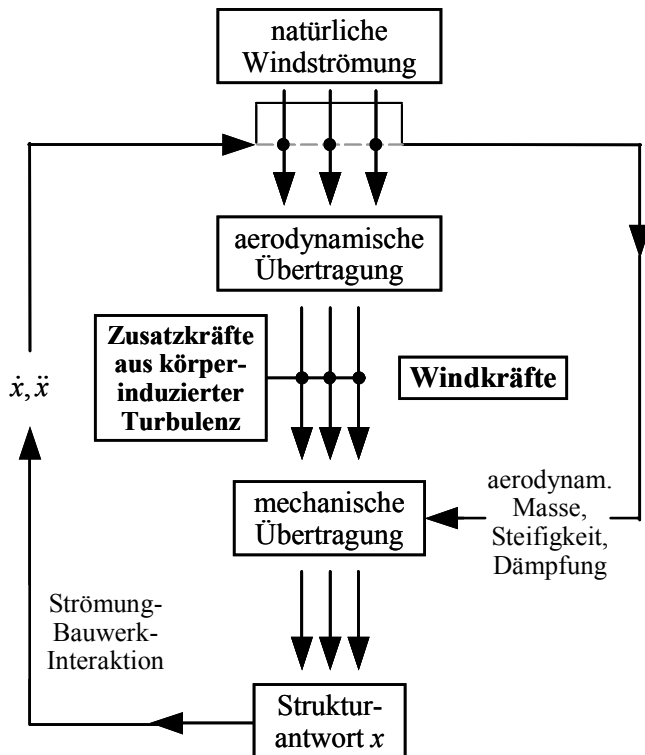 natürliche
Windströmung
aerodynamische
Übertragung
Zusatzkräfte
aus körper-
induzierter
Turbulenz
Windkräfte
ẋ, ẍ
mechanische
Übertragung
aerodynam.
Masse,
Steifigkeit,
Dämpfung
Strömung-
Bauwerk-
Interaktion
Struktur-
antwort x